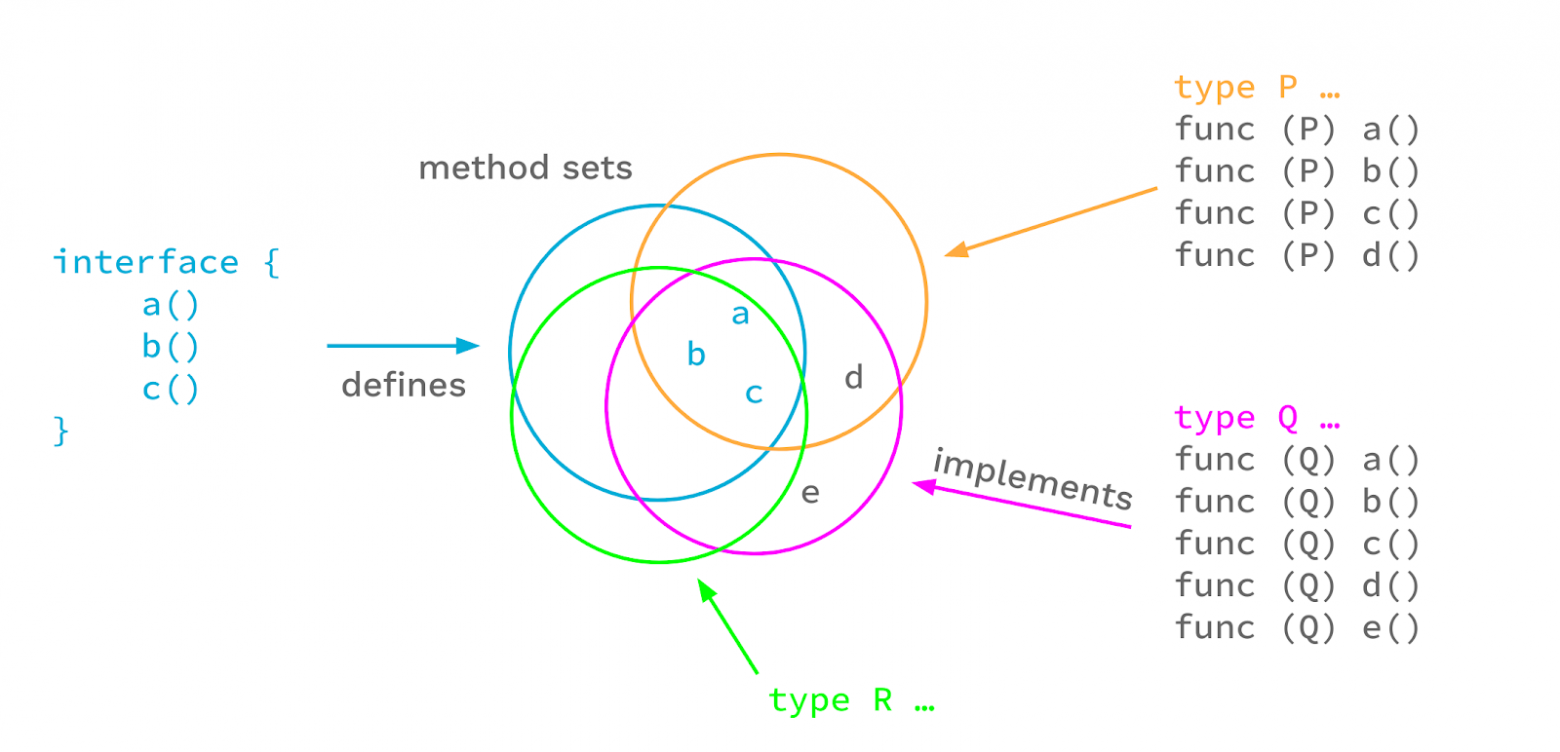 method sets
interface {
a()
b()
c()
}
defines
a
b
c
d
e
type P …
func (P) a()
func (P) b()
func (P) c()
func (P) d()
implements
type Q …
func (Q) a()
func (Q) b()
func (Q) c()
func (Q) d()
func (Q) e()
type R …